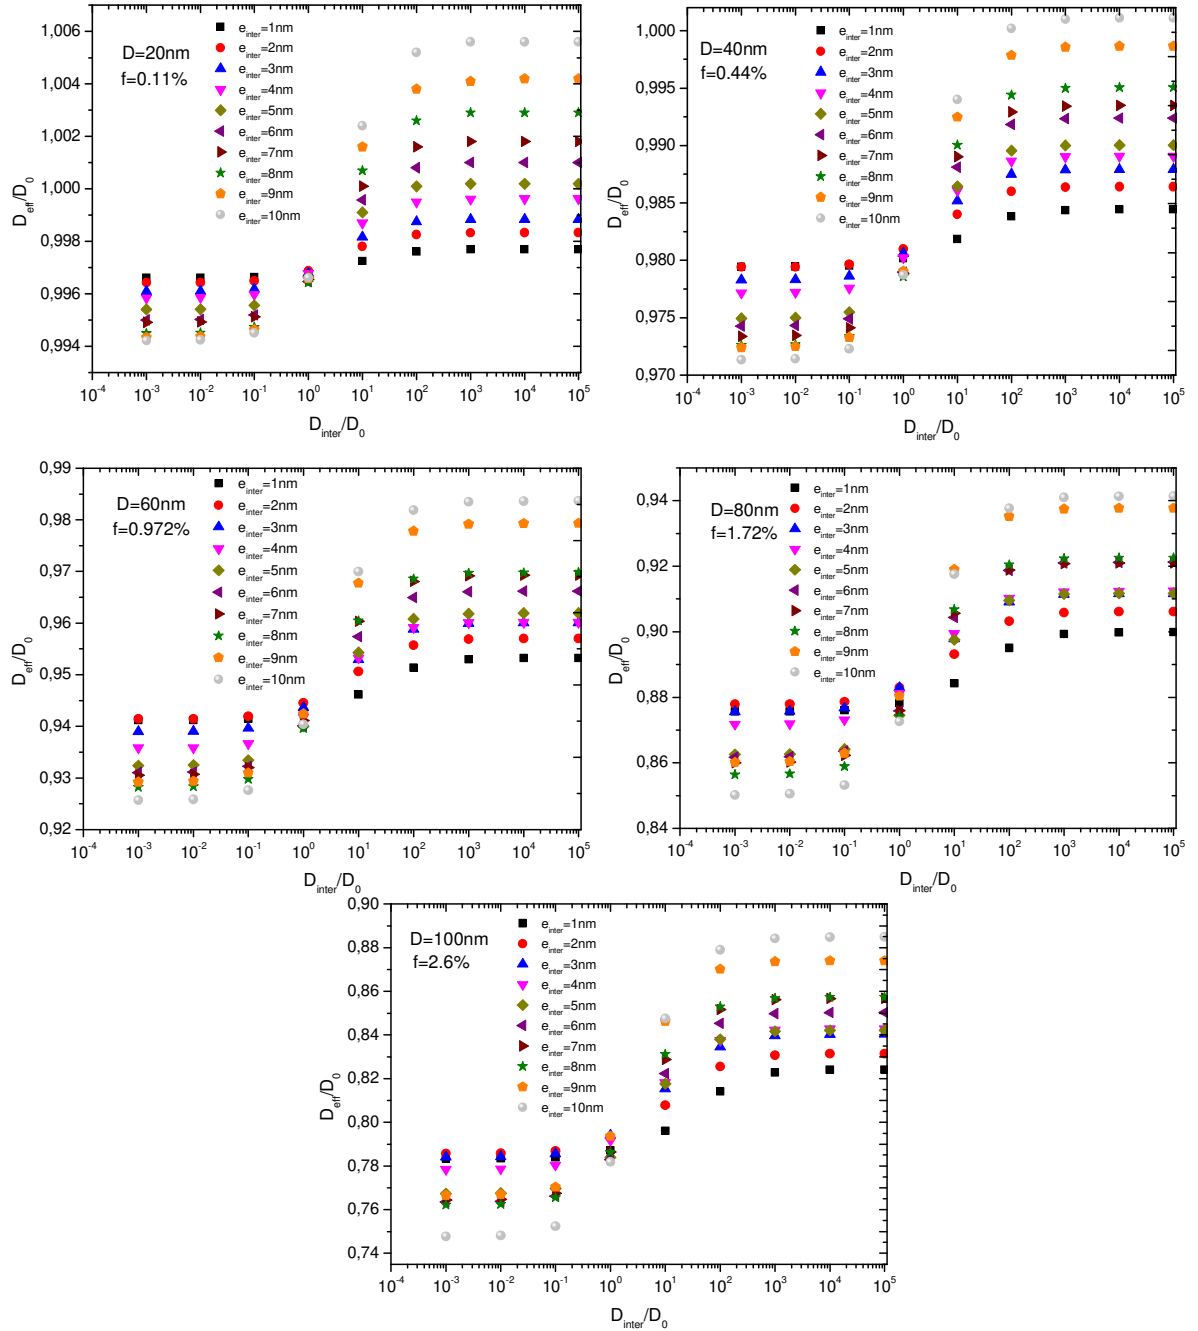 1,006
1,004
1,002
1,000
0,998
0,996
0,994
D_eff/D_0
D=20nm
f=0.11%
e_inter=1nm
e_inter=2nm
e_inter=3nm
e_inter=4nm
e_inter=5nm
e_inter=6nm
e_inter=7nm
e_inter=8nm
e_inter=9nm
e_inter=10nm
10^-4 10^-3 10^-2 10^-1 10^0 10^1 10^2 10^3 10^4 10^5
D_inter/D_0
1,000
0,995
0,990
0,985
0,980
0,975
0,970
D_eff/D_0
D=40nm
f=0.44%
e_inter=1nm
e_inter=2nm
e_inter=3nm
e_inter=4nm
e_inter=5nm
e_inter=6nm
e_inter=7nm
e_inter=8nm
e_inter=9nm
e_inter=10nm
10^-4 10^-3 10^-2 10^-1 10^0 10^1 10^2 10^3 10^4 10^5
D_inter/D_0
0,99
0,98
0,97
0,96
0,95
0,94
0,93
0,92
D_eff/D_0
D=60nm
f=0.972%
e_inter=1nm
e_inter=2nm
e_inter=3nm
e_inter=4nm
e_inter=5nm
e_inter=6nm
e_inter=7nm
e_inter=8nm
e_inter=9nm
e_inter=10nm
10^-4 10^-3 10^-2 10^-1 10^0 10^1 10^2 10^3 10^4 10^5
D_inter/D_0
0,94
0,92
0,90
0,88
0,86
0,84
D_eff/D_0
D=80nm
f=1.72%
e_inter=1nm
e_inter=2nm
e_inter=3nm
e_inter=4nm
e_inter=5nm
e_inter=6nm
e_inter=7nm
e_inter=8nm
e_inter=9nm
e_inter=10nm
10^-4 10^-3 10^-2 10^-1 10^0 10^1 10^2 10^3 10^4 10^5
D_inter/D_0
0,90
0,88
0,86
0,84
0,82
0,80
0,78
0,76
0,74
D_eff/D_0
D=100nm
f=2.6%
e_inter=1nm
e_inter=2nm
e_inter=3nm
e_inter=4nm
e_inter=5nm
e_inter=6nm
e_inter=7nm
e_inter=8nm
e_inter=9nm
e_inter=10nm
10^-4 10^-3 10^-2 10^-1 10^0 10^1 10^2 10^3 10^4 10^5
D_inter/D_0